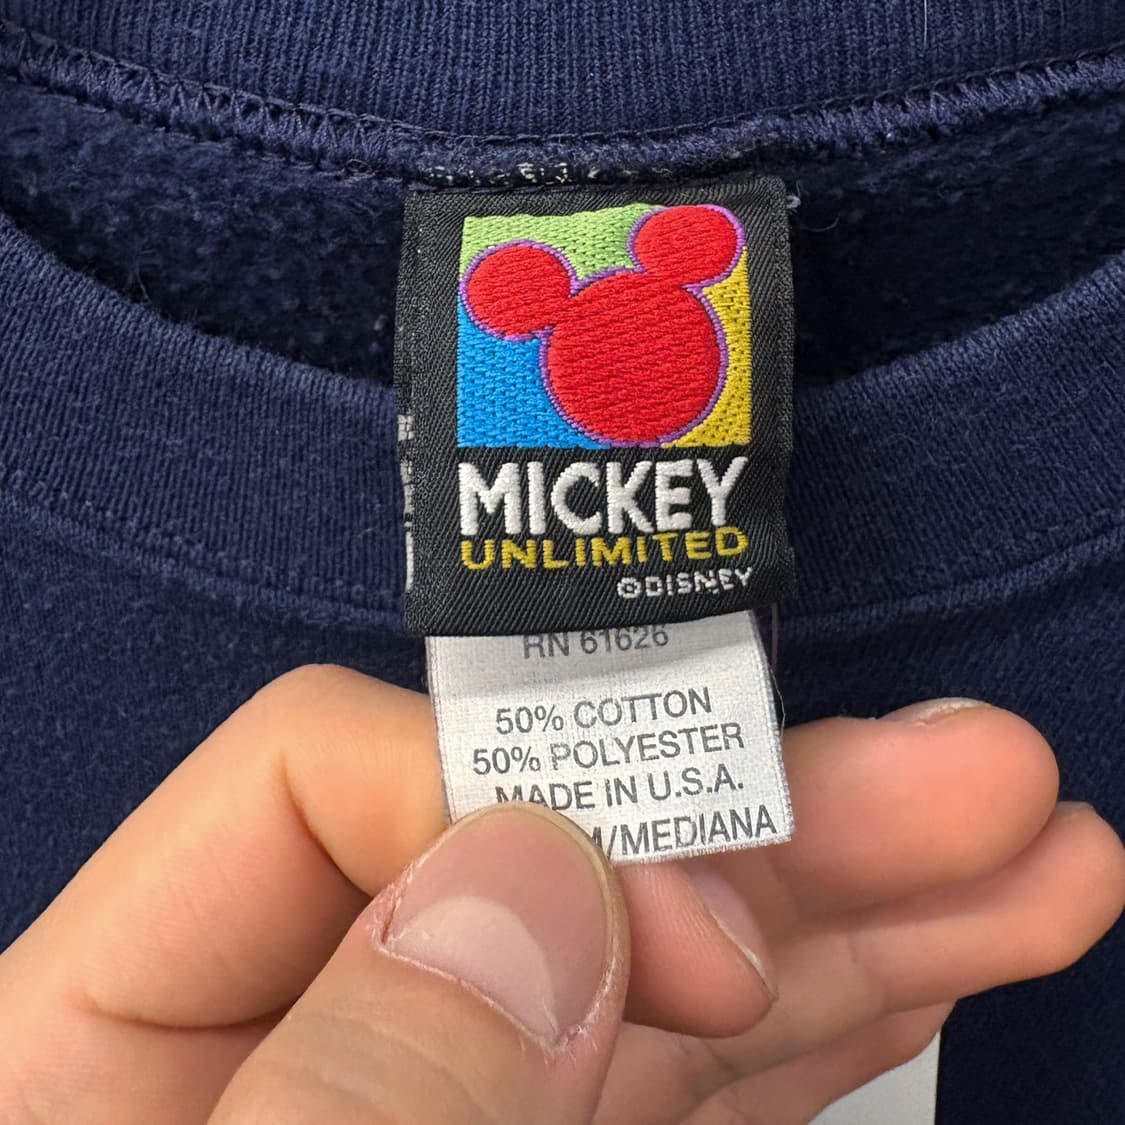 MICKEY
UNLIMITED
©DISNEY
RN 61626
50% COTTON
50% POLYESTER
MADE IN U.S.A.
M/MEDIANA